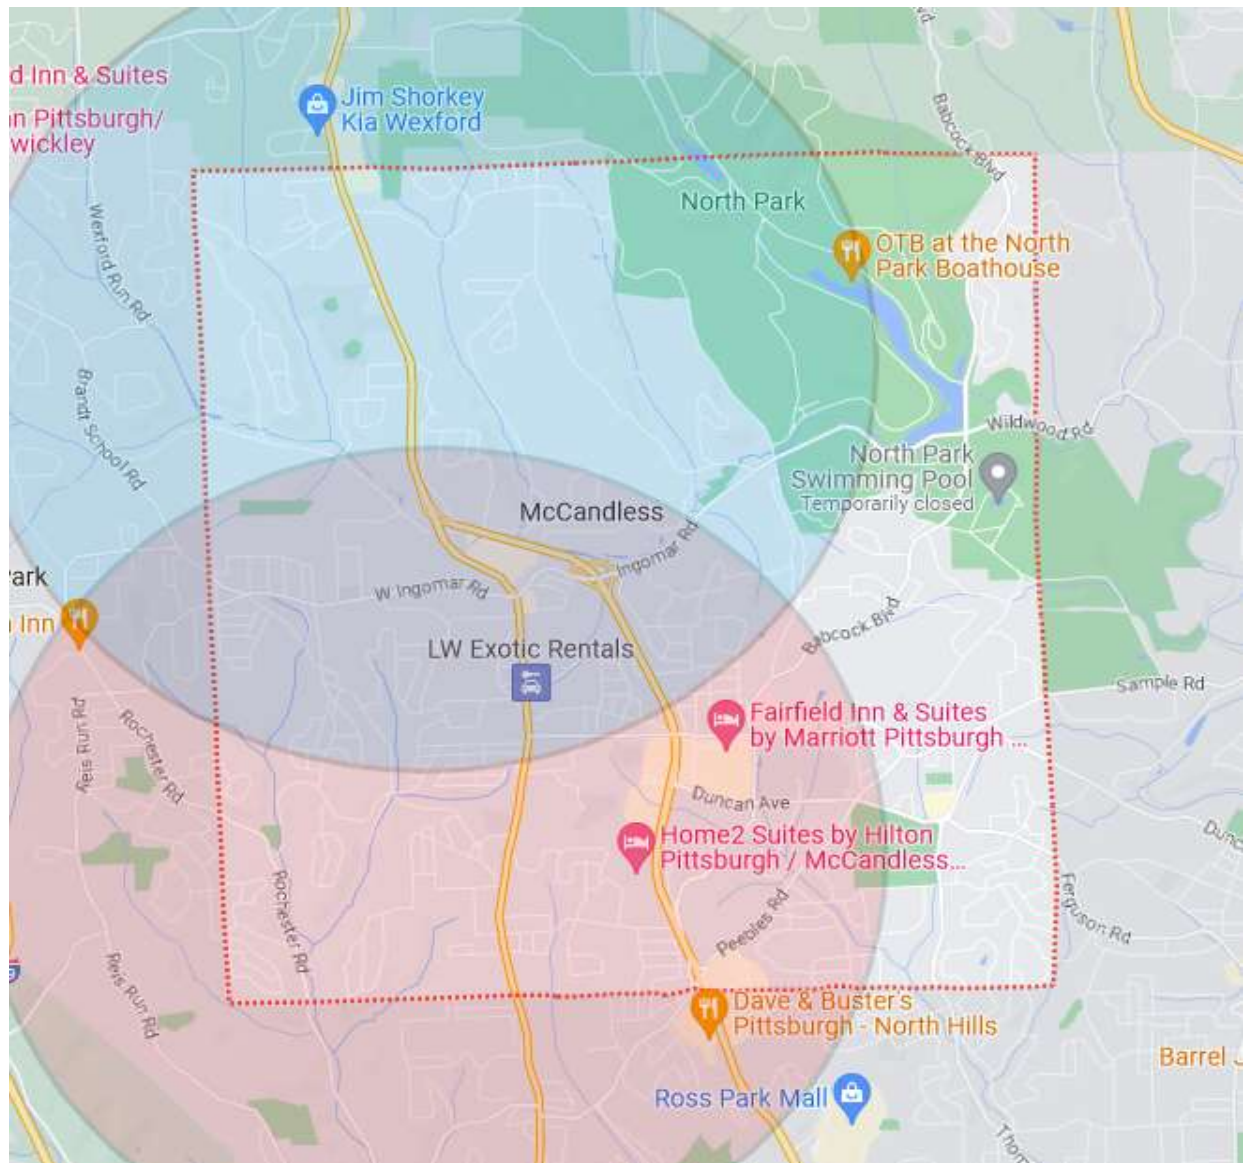 d Inn & Suites
n Pittsburgh/
wickley
Jim Shorkey
Kia Wexford
Babcock Blvd
North Park
OTB at the North
Park Boathouse
Wexford Run Rd
Brandt School Rd
Wildwood Rd
North Park
Swimming Pool
Temporarily closed
McCandless
Ingomar Rd
W Ingomar Rd
ark
Inn
LW Exotic Rentals
Babcock Blvd
Sample Rd
Reis Run Rd
Rochester Rd
Fairfield Inn & Suites
by Marriott Pittsburgh ...
Duncan Ave
Home2 Suites by Hilton
Pittsburgh / McCandless...
Dunc
Rochester Rd
Peebles Rd
Ferguson Rd
Reis Run Rd
Dave & Buster's
Pittsburgh - North Hills
Barrel
Ross Park Mall
Thom